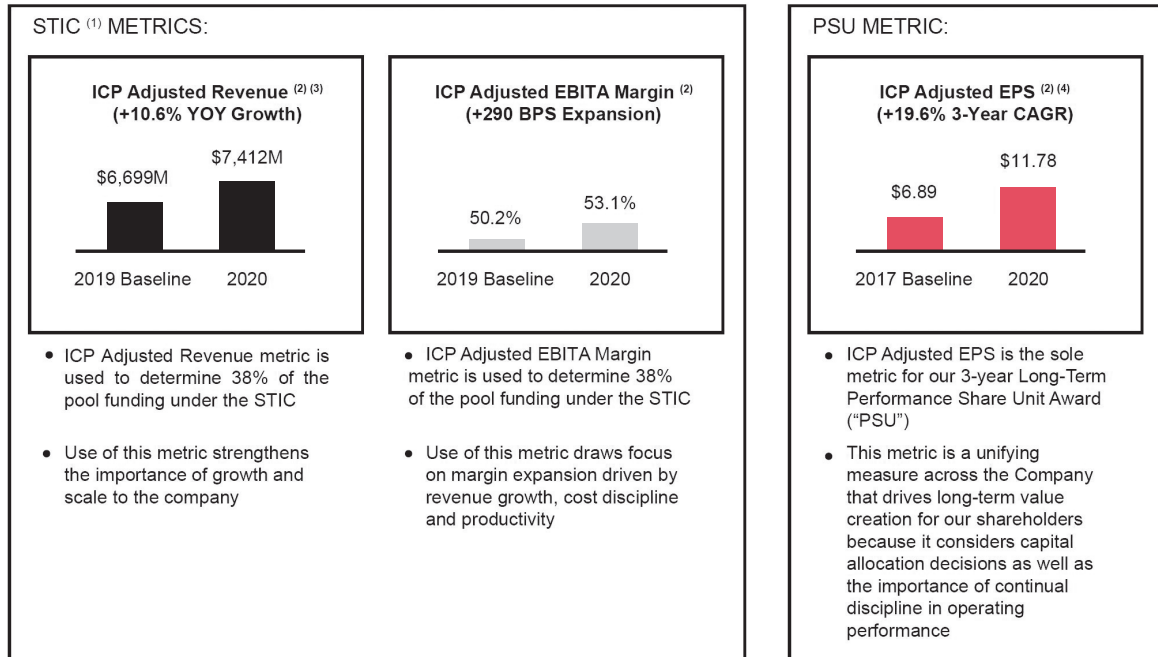 STIC (1) METRICS:
ICP Adjusted Revenue (2) (3)
(+10.6% YOY Growth)
$6,699M
$7,412M
2019 Baseline
2020
● ICP Adjusted Revenue metric is
used to determine 38% of the
pool funding under the STIC
● Use of this metric strengthens
the importance of growth and
scale to the company
ICP Adjusted EBITA Margin (2)
(+290 BPS Expansion)
50.2%
53.1%
2019 Baseline
2020
● ICP Adjusted EBITA Margin
metric is used to determine 38%
of the pool funding under the STIC
● Use of this metric draws focus
on margin expansion driven by
revenue growth, cost discipline
and productivity
PSU METRIC:
ICP Adjusted EPS (2) (4)
(+19.6% 3-Year CAGR)
$6.89
$11.78
2017 Baseline
2020
● ICP Adjusted EPS is the sole
metric for our 3-year Long-Term
Performance Share Unit Award
(“PSU”)
● This metric is a unifying
measure across the Company
that drives long-term value
creation for our shareholders
because it considers capital
allocation decisions as well as
the importance of continual
discipline in operating
performance